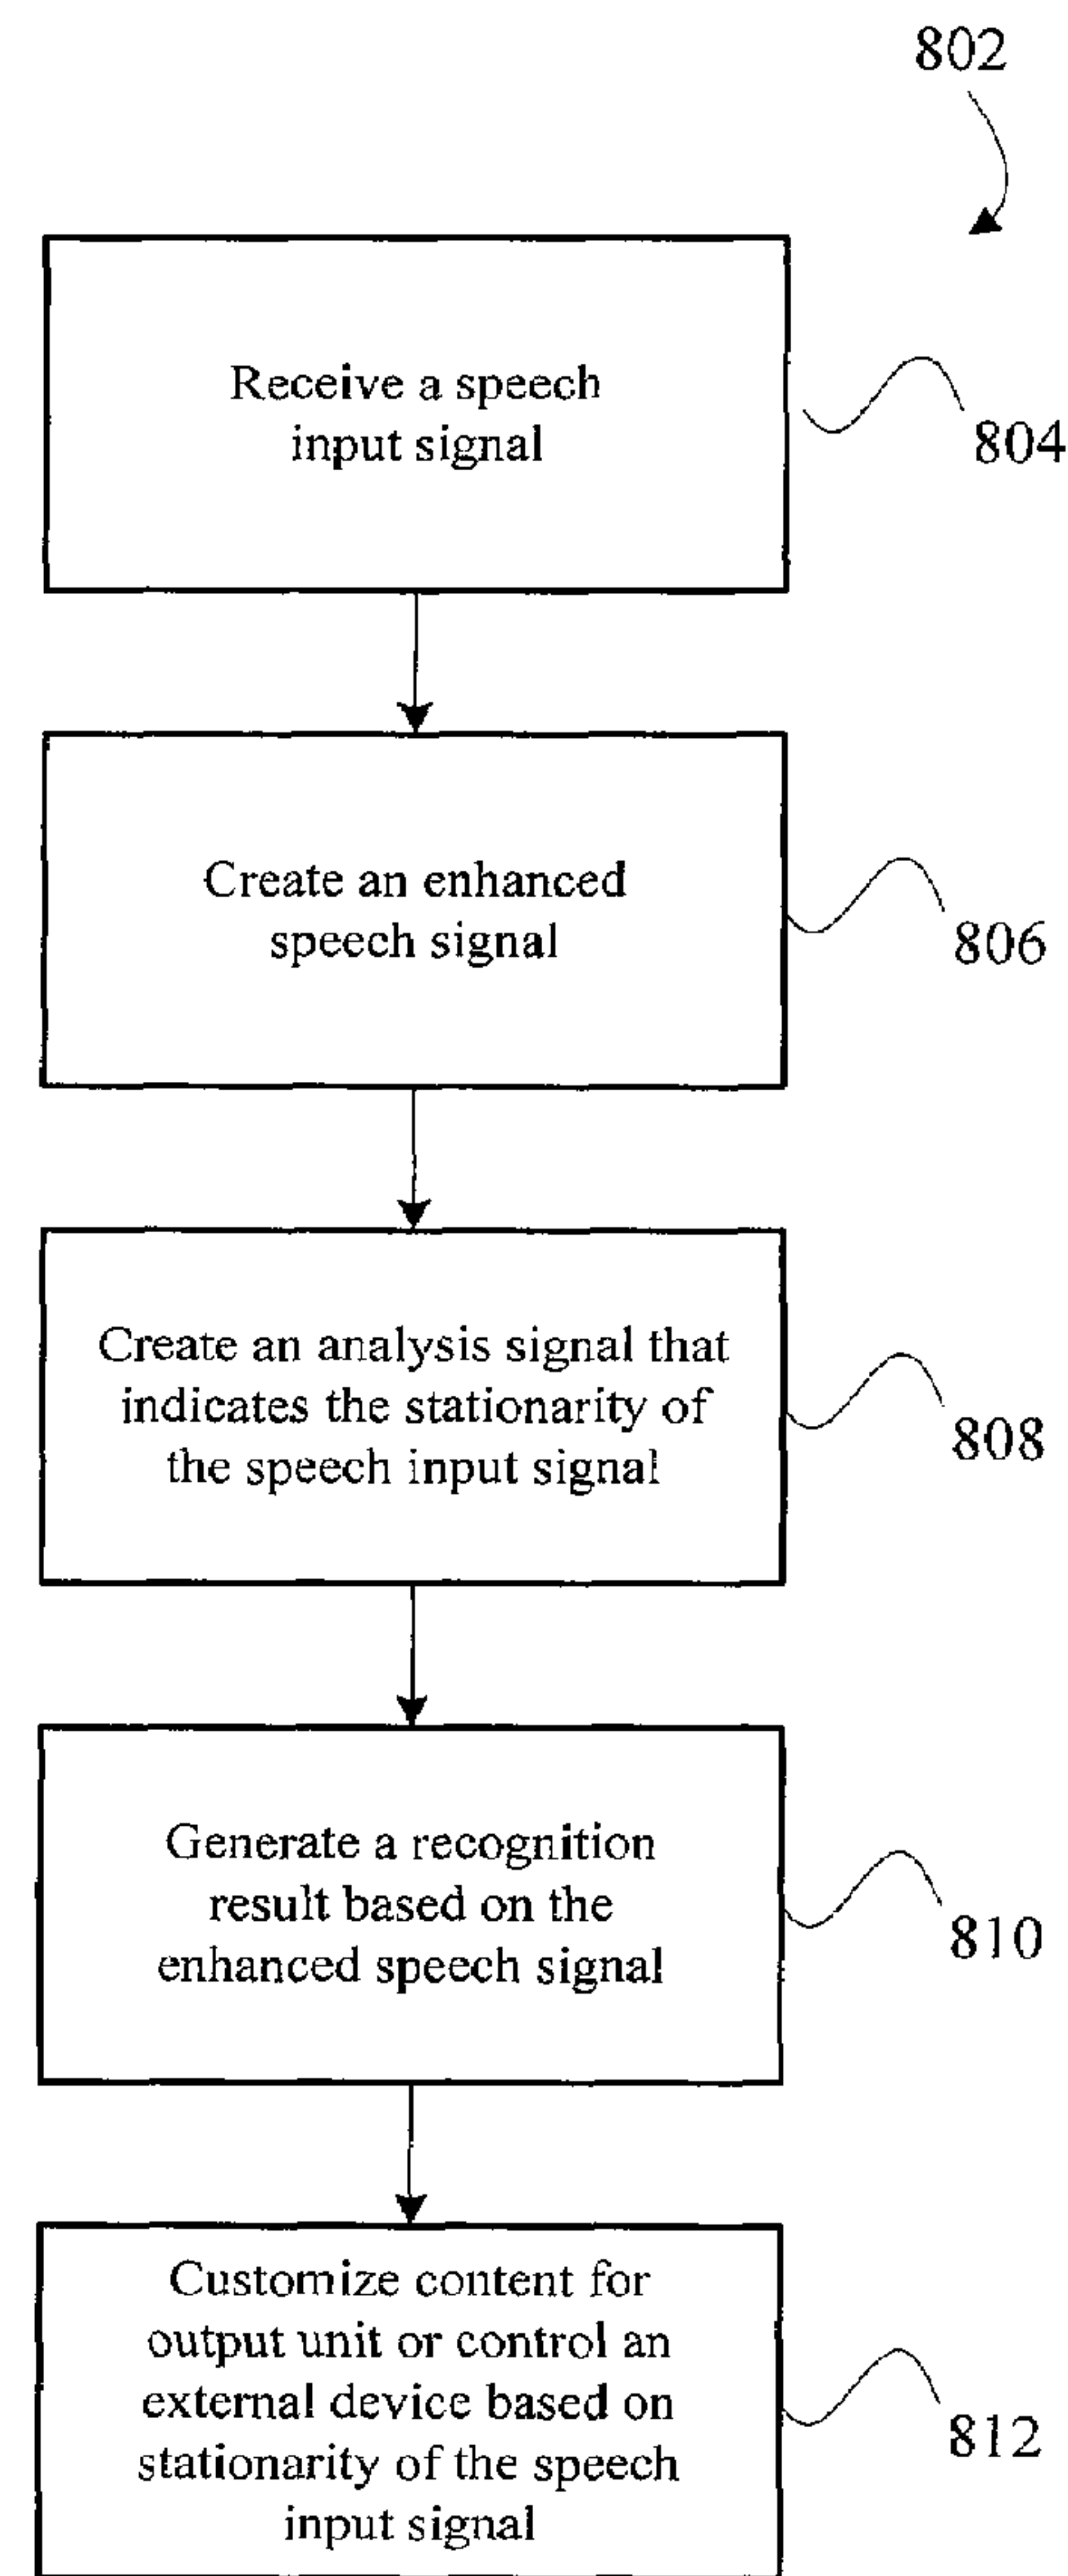 802
Receive a speech
input signal
804
Create an enhanced
speech signal
806
Create an analysis signal that
indicates the stationarity of
the speech input signal
808
Generate a recognition
result based on the
enhanced speech signal
810
Customize content for
output unit or control an
external device based on
stationarity of the speech
input signal
812